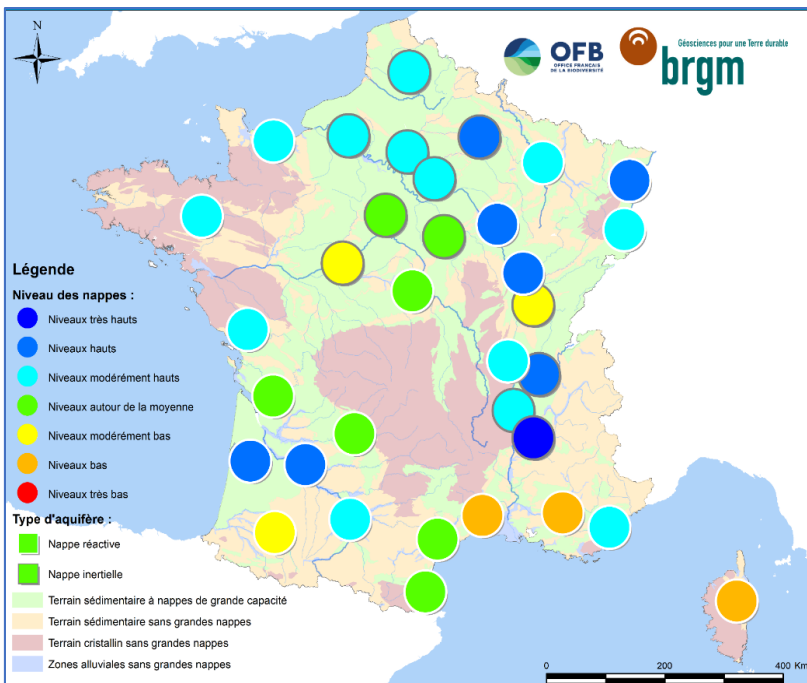 N
OFB
OFFICE FRANÇAIS
DE LA BIODIVERSITÉ
Géosciences pour une Terre durable
brgm
Légende
Niveau des nappes :
Niveaux très hauts
Niveaux hauts
Niveaux modérément hauts
Niveaux autour de la moyenne
Niveaux modérément bas
Niveaux bas
Niveaux très bas
Type d'aquifère :
Nappe réactive
Nappe inertielle
Terrain sédimentaire à nappes de grande capacité
Terrain sédimentaire sans grandes nappes
Terrain cristallin sans grandes nappes
Zones alluviales sans grandes nappes
0 200 400 Km